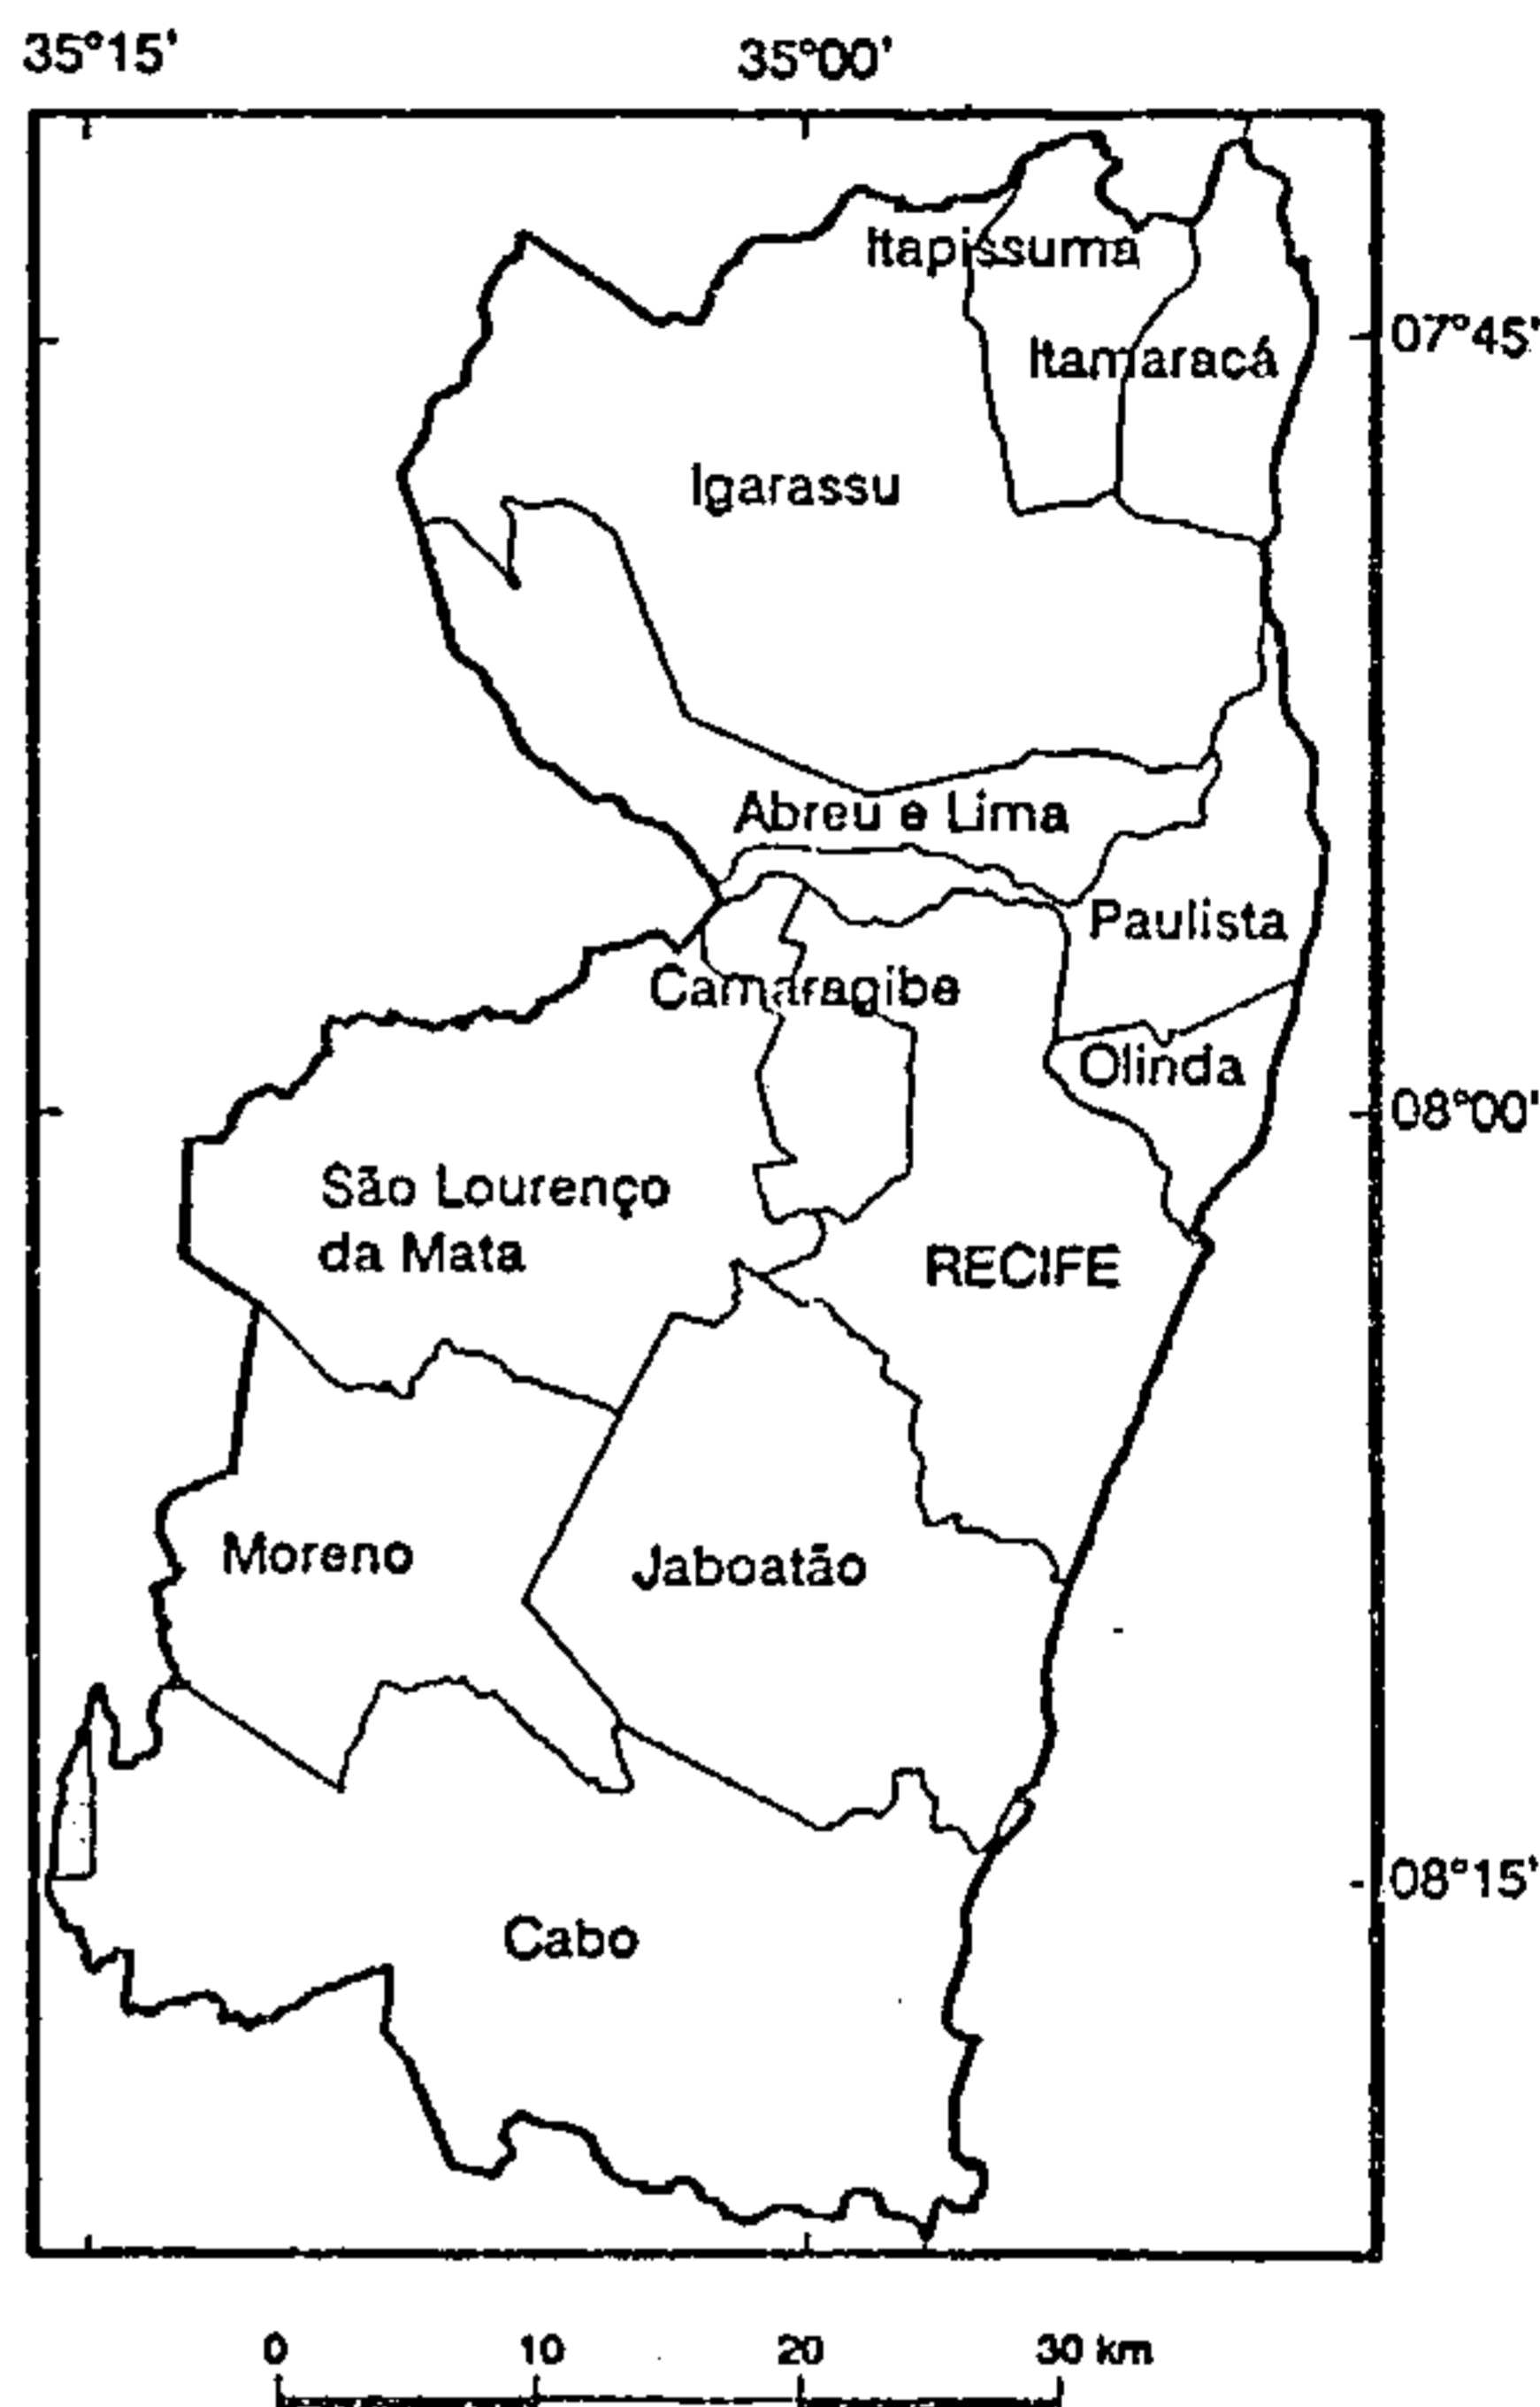 35°15' 35°00'
Itapissuma
07°45'
Itamaracá
Igarassu
Abreu e Lima
Paulista
Camaragibe
Olinda
08°00'
São Lourenço
da Mata
RECIFE
Moreno
Jaboatão
08°15'
Cabo
0 10 20 30 km